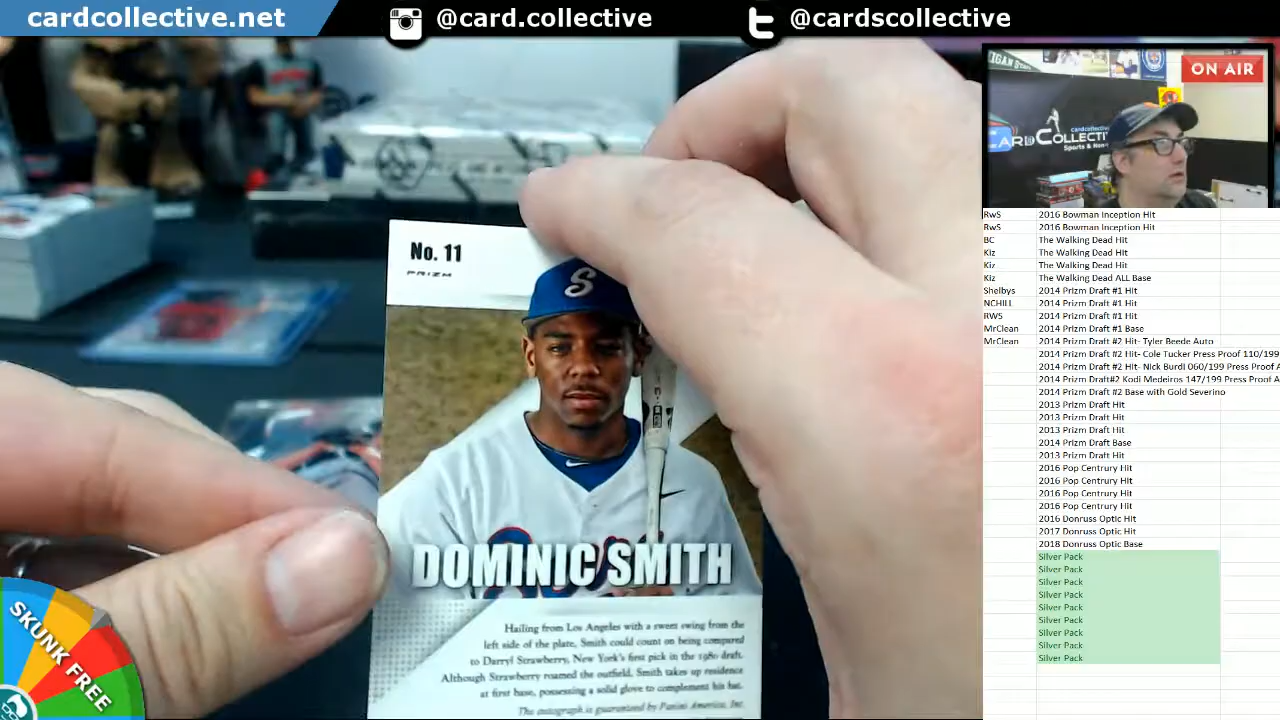 cardcollective.net
@card.collective
@cardscollective
ON AIR
No. 11
PRIZM
S
DOMINIC SMITH
Hailing from Los Angeles with a sweet swing from the
left side of the plate, Smith could count on being compared
to Darryl Strawberry, New York's first pick in the 1980 draft.
Although Strawberry roamed the outfield, Smith takes up residence
at first base, possessing a solid glove to complement his bat.
The autograph is guaranteed by Panini America, Inc.
SKUNK FREE
RwS 2016 Bowman Inception Hit
RwS 2016 Bowman Inception Hit
BC The Walking Dead Hit
Kiz The Walking Dead Hit
Kiz The Walking Dead Hit
Kiz The Walking Dead ALL Base
Shelbys 2014 Prizm Draft #1 Hit
NCHILL 2014 Prizm Draft #1 Hit
RWS 2014 Prizm Draft #1 Hit
MrClean 2014 Prizm Draft #1 Base
MrClean 2014 Prizm Draft #2 Hit- Tyler Beede Auto
2014 Prizm Draft #2 Hit- Cole Tucker Press Proof 110/199
2014 Prizm Draft #2 Hit- Nick Burdi 060/199 Press Proof A
2014 Prizm Draft#2 Kodi Medeiros 147/199 Press Proof A
2014 Prizm Draft #2 Base with Gold Severino
2013 Prizm Draft Hit
2013 Prizm Draft Hit
2013 Prizm Draft Hit
2014 Prizm Draft Base
2013 Prizm Draft Hit
2016 Pop Centrury Hit
2016 Pop Centrury Hit
2016 Pop Centrury Hit
2016 Pop Centrury Hit
2016 Donruss Optic Hit
2017 Donruss Optic Hit
2018 Donruss Optic Base
Silver Pack
Silver Pack
Silver Pack
Silver Pack
Silver Pack
Silver Pack
Silver Pack
Silver Pack
Silver Pack